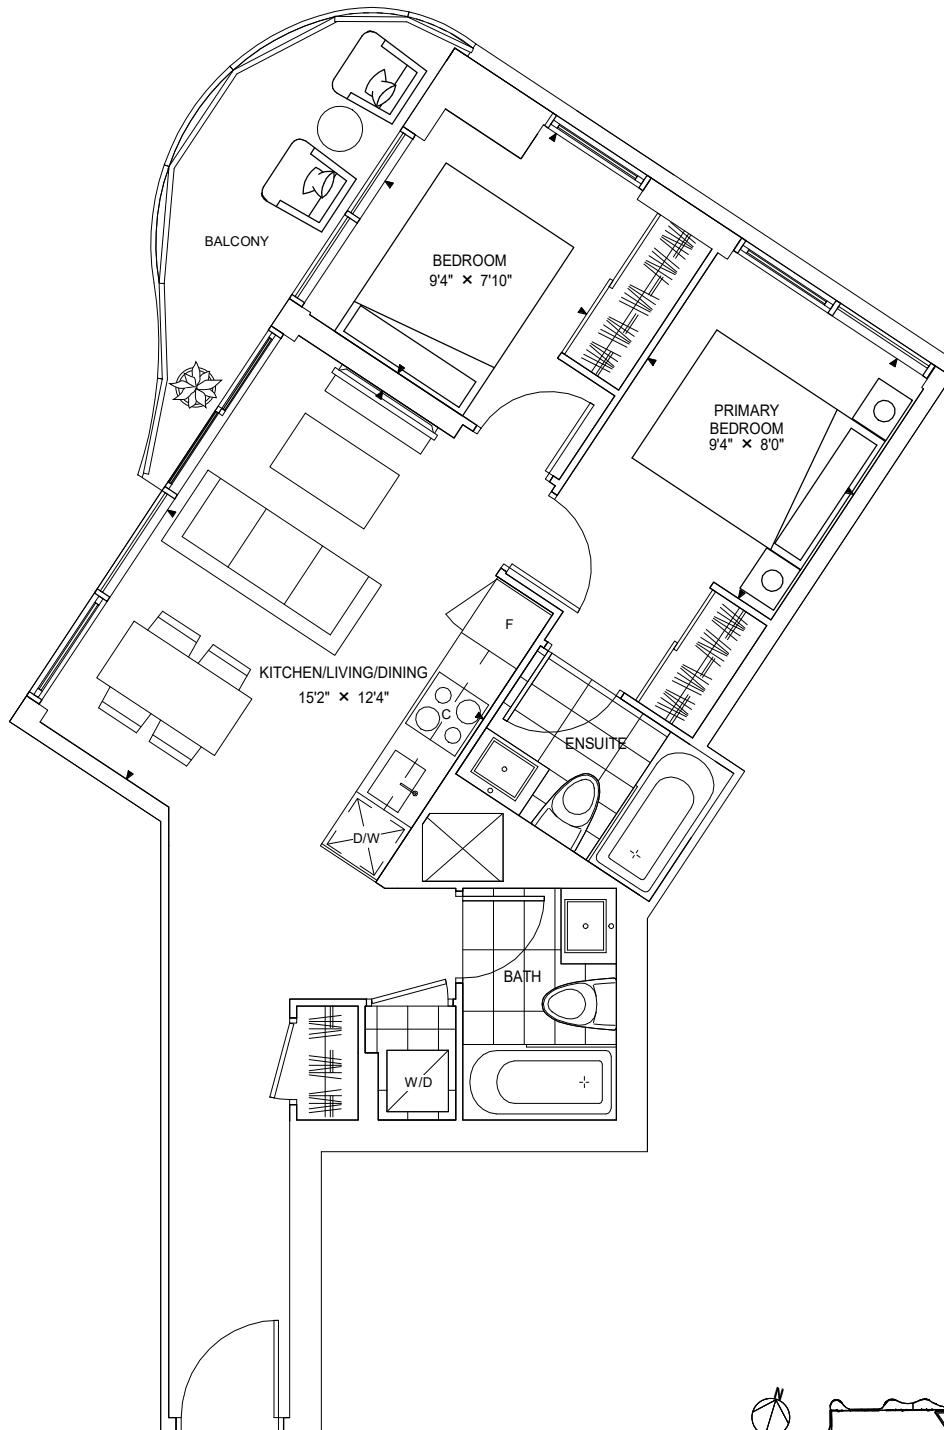 BALCONY
BEDROOM
9'4" × 7'10"
PRIMARY
BEDROOM
9'4" × 8'0"
F
KITCHEN/LIVING/DINING
15'2" × 12'4"
C
ENSUITE
D/W
BATH
W/D
N